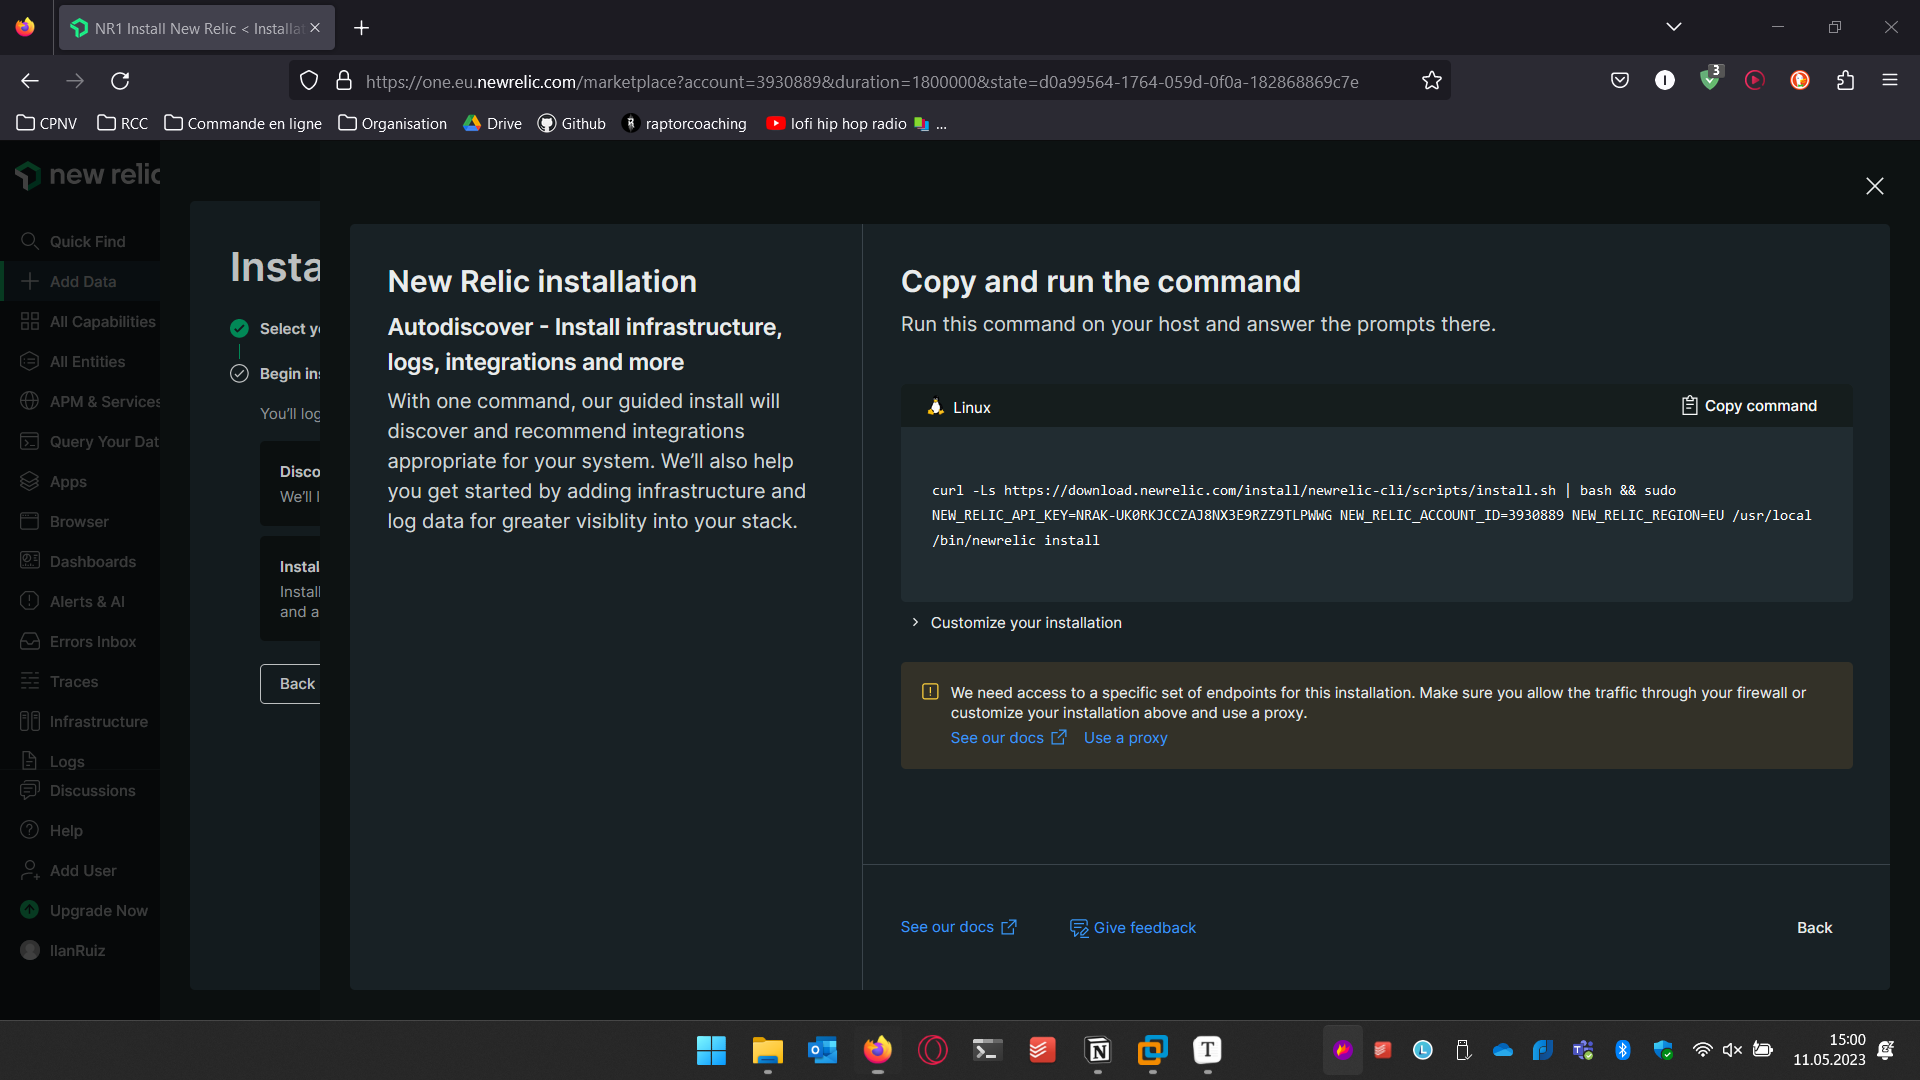 NR1 Install New Relic < Installat
https://one.eu.newrelic.com/marketplace?account=3930889&duration=1800000&state=d0a99564-1764-059d-0f0a-182868869c7e
3
CPNV
RCC
Commande en ligne
Organisation
Drive
Github
raptorcoaching
lofi hip hop radio
...
new relic
Quick Find
Add Data
All Capabilities
All Entities
APM & Services
Query Your Dat
Apps
Browser
Dashboards
Alerts & AI
Errors Inbox
Traces
Infrastructure
Logs
Discussions
Help
Add User
Upgrade Now
IlanRuiz
Insta
Select yo
Begin ins
You'll log
Disco
We'll l
Instal
Install
and a
Back
New Relic installation
Autodiscover - Install infrastructure,
logs, integrations and more
With one command, our guided install will
discover and recommend integrations
appropriate for your system. We'll also help
you get started by adding infrastructure and
log data for greater visiblity into your stack.
Copy and run the command
Run this command on your host and answer the prompts there.
Linux
Copy command
curl -Ls https://download.newrelic.com/install/newrelic-cli/scripts/install.sh | bash && sudo
NEW_RELIC_API_KEY=NRAK-UK0RKJCCZAJ8NX3E9RZZ9TLPWWG NEW_RELIC_ACCOUNT_ID=3930889 NEW_RELIC_REGION=EU /usr/local
/bin/newrelic install
Customize your installation
We need access to a specific set of endpoints for this installation. Make sure you allow the traffic through your firewall or
customize your installation above and use a proxy.
See our docs
Use a proxy
See our docs
Give feedback
Back
15:00
11.05.2023